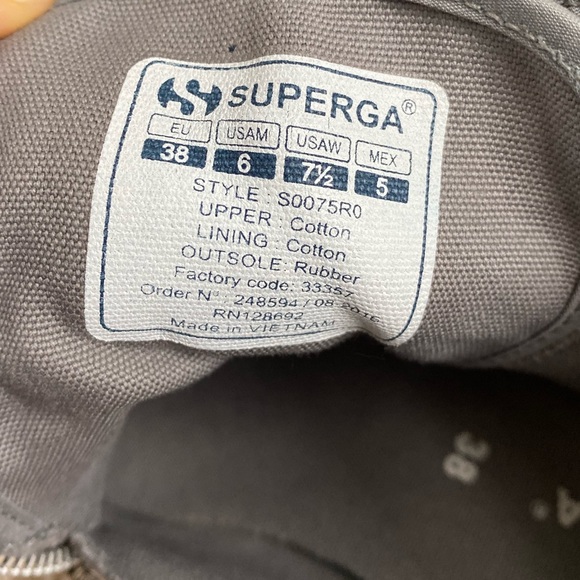 SUPERGA®
EU USAM USAW MEX
38 6 7½ 5
STYLE : S0075R0
UPPER : Cotton
LINING : Cotton
OUTSOLE: Rubber
Factory code: 33357
Order N° : 248594 / 08
RN128692
Made in VIETNAM
38